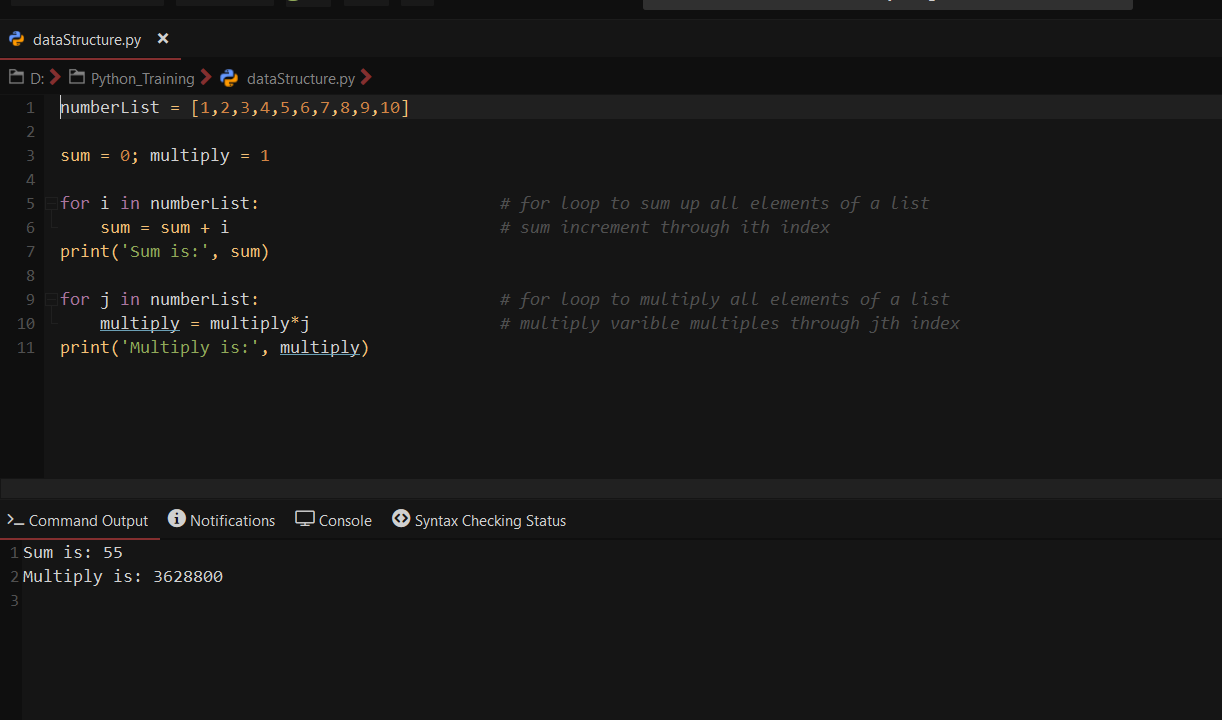 dataStructure.py ×
D: Python_Training dataStructure.py
1 numberList = [1,2,3,4,5,6,7,8,9,10]
2
3 sum = 0; multiply = 1
4
5 for i in numberList: # for loop to sum up all elements of a list
6 sum = sum + i # sum increment through ith index
7 print('Sum is:', sum)
8
9 for j in numberList: # for loop to multiply all elements of a list
10 multiply = multiply*j # multiply varible multiples through jth index
11 print('Multiply is:', multiply)
Command Output Notifications Console Syntax Checking Status
1 Sum is: 55
2 Multiply is: 3628800
3